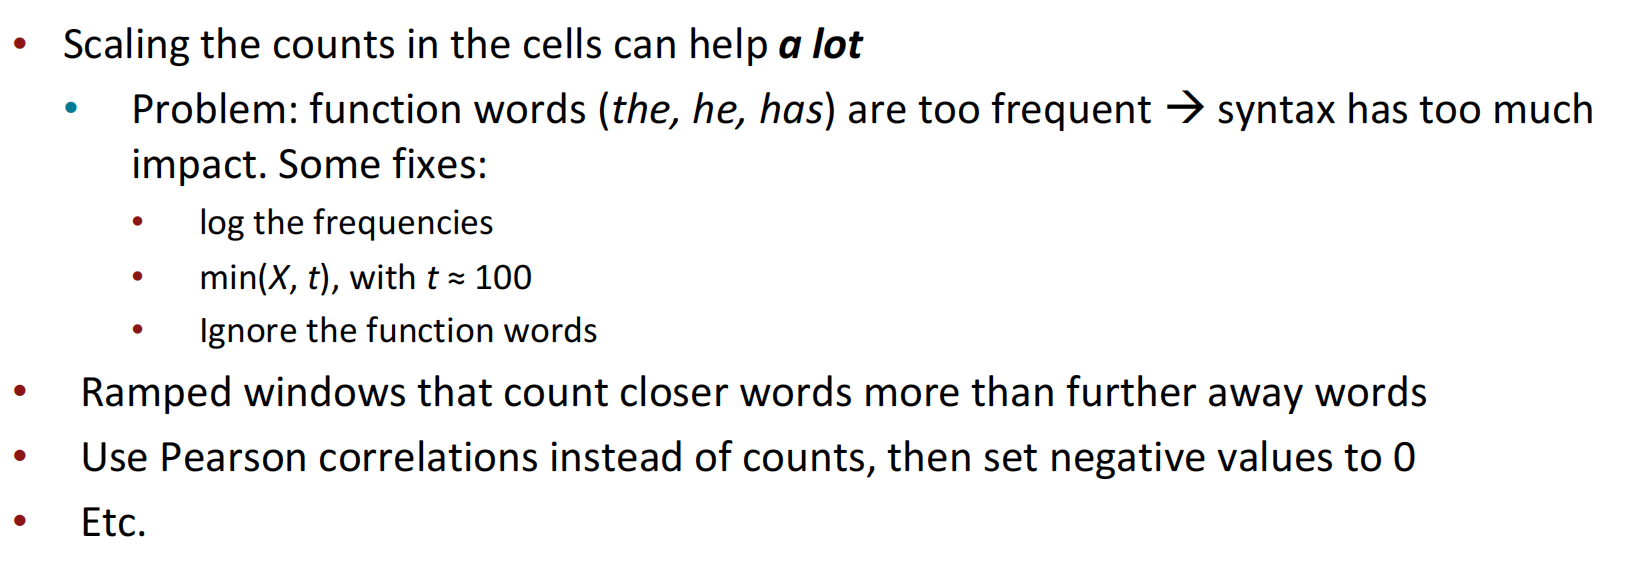 • Scaling the counts in the cells can help a lot
• Problem: function words (the, he, has) are too frequent → syntax has too much
impact. Some fixes:
• log the frequencies
• min(X, t), with t ≈ 100
• Ignore the function words
• Ramped windows that count closer words more than further away words
• Use Pearson correlations instead of counts, then set negative values to 0
• Etc.